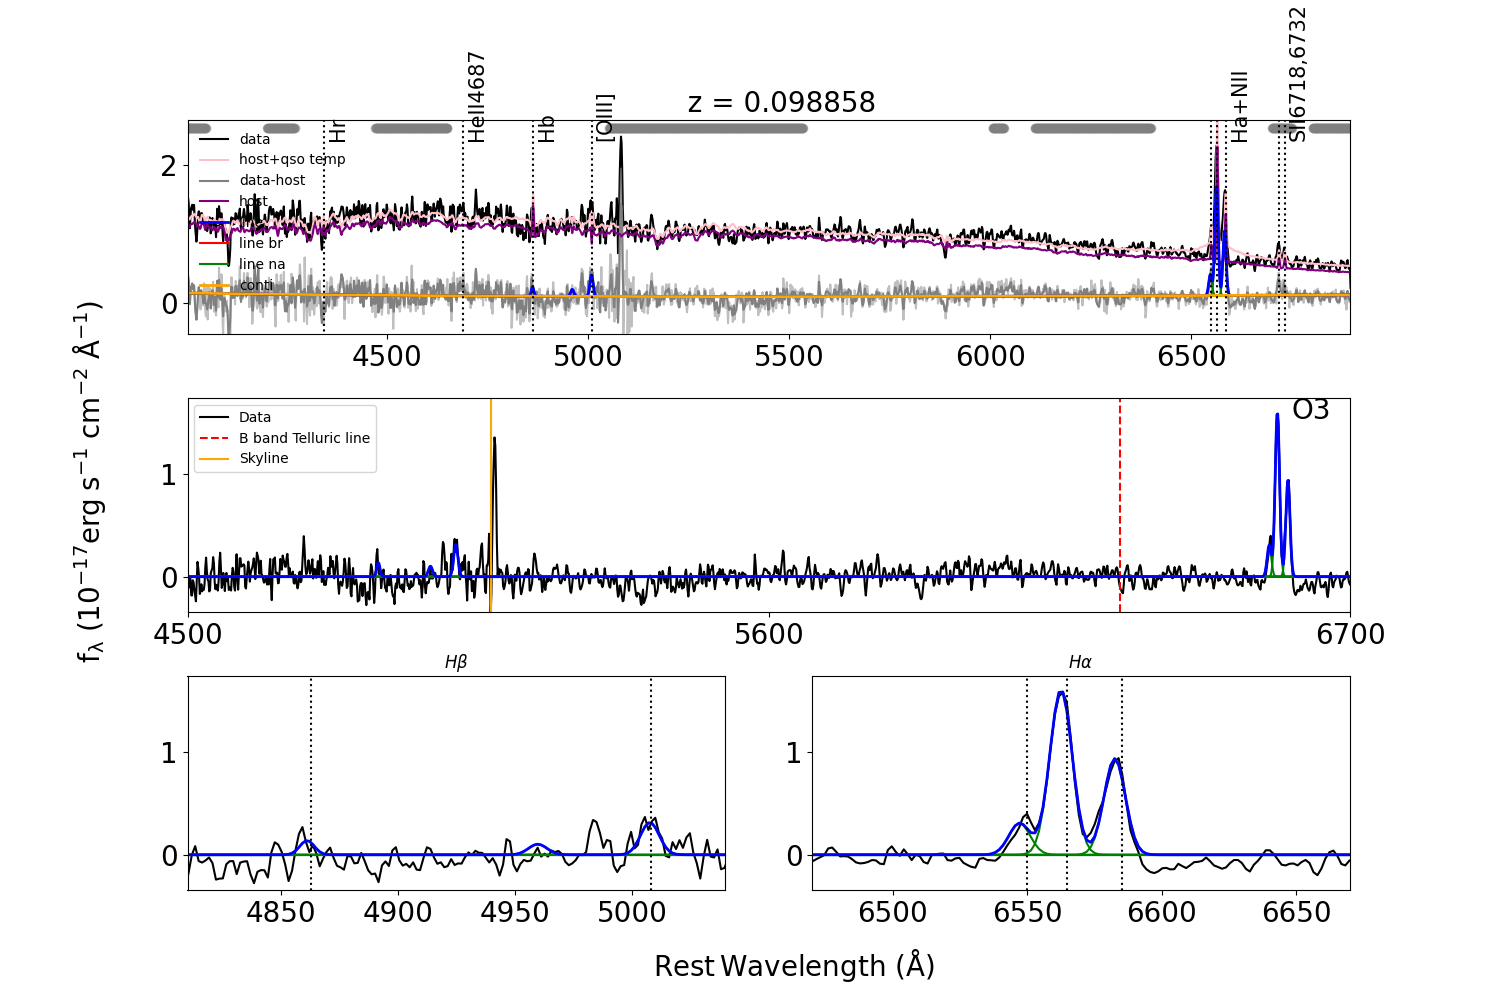 z = 0.098858
Hr
HeII4687
Hb
[OIII]
Ha+NII
SII6718,6732
data
host+qso temp
data-host
host
line br
line na
conti
2
0
4500 5000 5500 6000 6500
fλ (10⁻¹⁷erg s⁻¹ cm⁻² Å⁻¹)
Data
B band Telluric line
Skyline
O3
1
0
4500 5600 6700
Hβ
1
0
4850 4900 4950 5000
Hα
1
0
6500 6550 6600 6650
Rest Wavelength (Å)